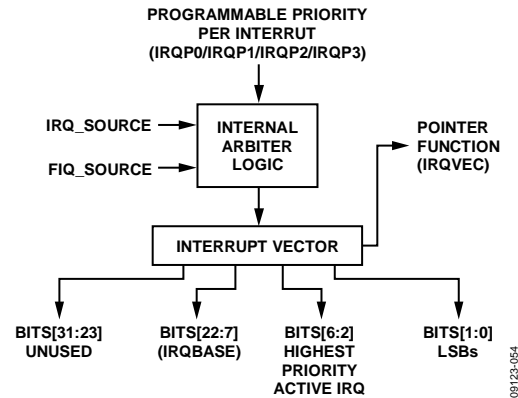 PROGRAMMABLE PRIORITY
PER INTERRUT
(IRQP0/IRQP1/IRQP2/IRQP3)
IRQ_SOURCE
FIQ_SOURCE
INTERNAL
ARBITER
LOGIC
POINTER
FUNCTION
(IRQVEC)
INTERRUPT VECTOR
BITS[31:23]
UNUSED
BITS[22:7]
(IRQBASE)
BITS[6:2]
HIGHEST
PRIORITY
ACTIVE IRQ
BITS[1:0]
LSBs
09123-054